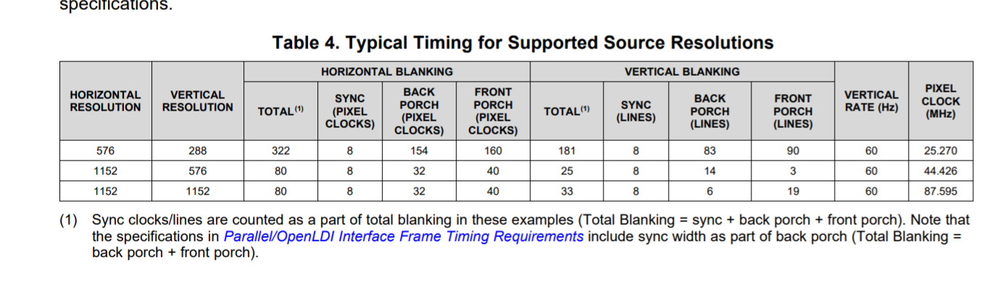 specifications.
Table 4. Typical Timing for Supported Source Resolutions
HORIZONTAL BLANKING VERTICAL BLANKING
HORIZONTAL RESOLUTION VERTICAL RESOLUTION TOTAL(1) SYNC (PIXEL CLOCKS) BACK PORCH (PIXEL CLOCKS) FRONT PORCH (PIXEL CLOCKS) TOTAL(1) SYNC (LINES) BACK PORCH (LINES) FRONT PORCH (LINES) VERTICAL RATE (Hz) PIXEL CLOCK (MHz)
576 288 322 8 154 160 181 8 83 90 60 25.270
1152 576 80 8 32 40 25 8 14 3 60 44.426
1152 1152 80 8 32 40 33 8 6 19 60 87.595
(1) Sync clocks/lines are counted as a part of total blanking in these examples (Total Blanking = sync + back porch + front porch). Note that
the specifications in Parallel/OpenLDI Interface Frame Timing Requirements include sync width as part of back porch (Total Blanking =
back porch + front porch).